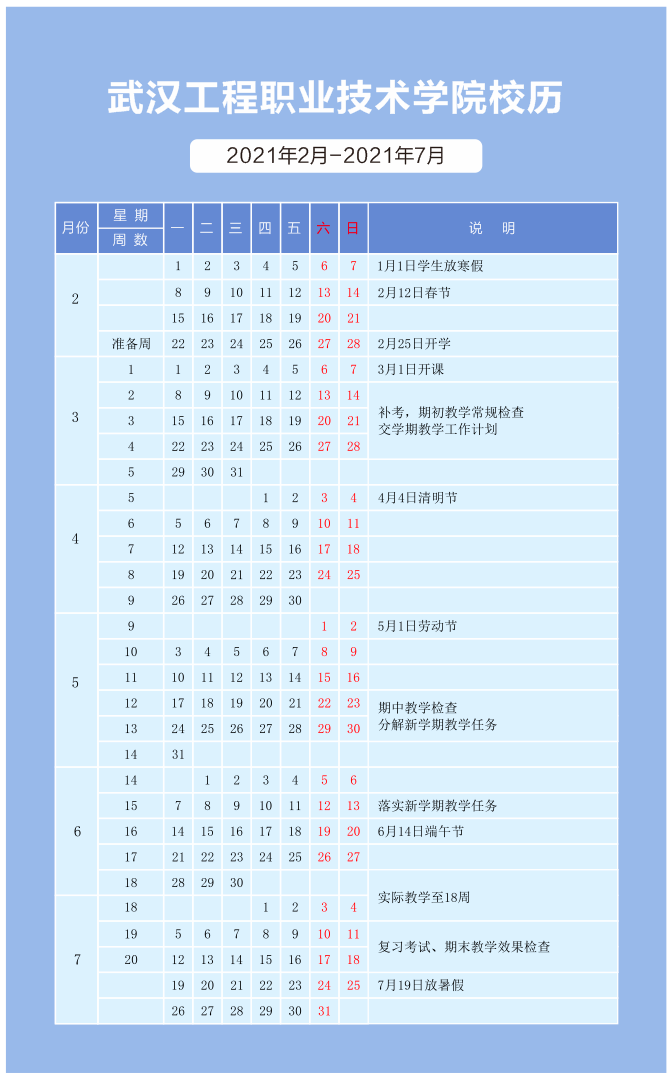 武汉工程职业技术学院校历
2021年2月-2021年7月
月份 星 期 一 二 三 四 五 六 日 说 明
周 数
2 1 2 3 4 5 6 7 1月1日学生放寒假
8 9 10 11 12 13 14 2月12日春节
15 16 17 18 19 20 21
准备周 22 23 24 25 26 27 28 2月25日开学
3 1 1 2 3 4 5 6 7 3月1日开课
2 8 9 10 11 12 13 14 补考，期初教学常规检查
3 15 16 17 18 19 20 21 交学期教学工作计划
4 22 23 24 25 26 27 28
5 29 30 31
4 5 1 2 3 4 4月4日清明节
6 5 6 7 8 9 10 11
7 12 13 14 15 16 17 18
8 19 20 21 22 23 24 25
9 26 27 28 29 30
5 9 1 2 5月1日劳动节
10 3 4 5 6 7 8 9
11 10 11 12 13 14 15 16
12 17 18 19 20 21 22 23 期中教学检查
13 24 25 26 27 28 29 30 分解新学期教学任务
14 31
6 14 1 2 3 4 5 6
15 7 8 9 10 11 12 13 落实新学期教学任务
16 14 15 16 17 18 19 20 6月14日端午节
17 21 22 23 24 25 26 27
18 28 29 30 实际教学至18周
7 18 1 2 3 4
19 5 6 7 8 9 10 11 复习考试、期末教学效果检查
20 12 13 14 15 16 17 18
19 20 21 22 23 24 25 7月19日放暑假
26 27 28 29 30 31